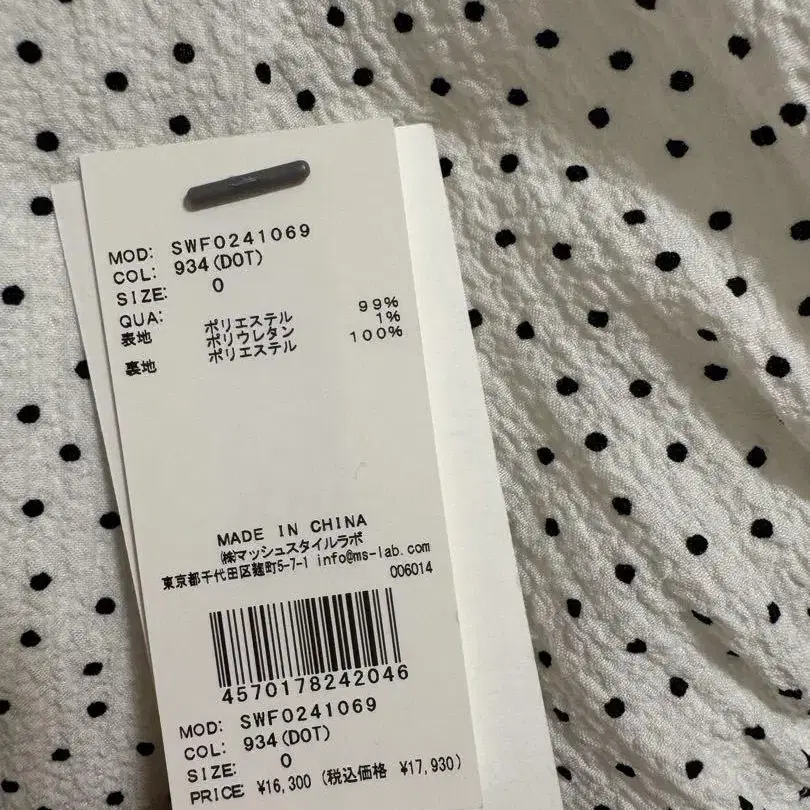 MOD: SWF0241069
COL: 934(DOT)
SIZE: 0
QUA:
表地 ポリエステル 99%
ポリウレタン 1%
裏地 ポリエステル 100%
MADE IN CHINA
㈱マッシュスタイルラボ
東京都千代田区麹町5-7-1 info@ms-lab.com
006014
4570178242046
MOD: SWF0241069
COL: 934(DOT)
SIZE: 0
PRICE: ¥16,300 (税込価格 ¥17,930)